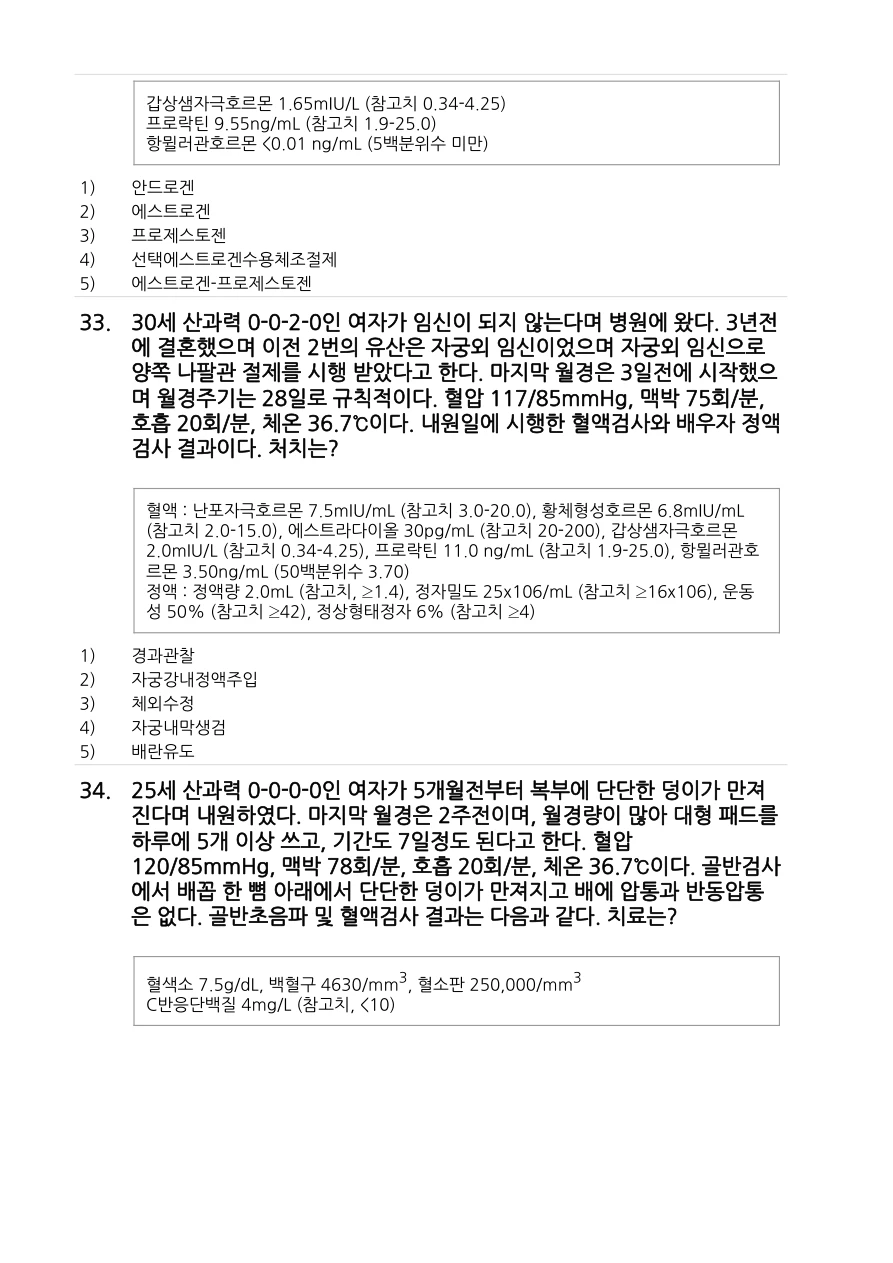 갑상샘자극호르몬 1.65mIU/L (참고치 0.34-4.25)
프로락틴 9.55ng/mL (참고치 1.9-25.0)
항뮐러관호르몬 <0.01 ng/mL (5백분위수 미만)
1) 안드로겐
2) 에스트로겐
3) 프로제스토젠
4) 선택에스트로겐수용체조절제
5) 에스트로겐-프로제스토젠
33. 30세 산과력 0-0-2-0인 여자가 임신이 되지 않는다며 병원에 왔다. 3년전
에 결혼했으며 이전 2번의 유산은 자궁외 임신이었으며 자궁외 임신으로
양쪽 나팔관 절제를 시행 받았다고 한다. 마지막 월경은 3일전에 시작했으
며 월경주기는 28일로 규칙적이다. 혈압 117/85mmHg, 맥박 75회/분,
호흡 20회/분, 체온 36.7℃이다. 내원일에 시행한 혈액검사와 배우자 정액
검사 결과이다. 처치는?
혈액 : 난포자극호르몬 7.5mIU/mL (참고치 3.0-20.0), 황체형성호르몬 6.8mIU/mL
(참고치 2.0-15.0), 에스트라다이올 30pg/mL (참고치 20-200), 갑상샘자극호르몬
2.0mIU/L (참고치 0.34-4.25), 프로락틴 11.0 ng/mL (참고치 1.9-25.0), 항뮐러관호
르몬 3.50ng/mL (50백분위수 3.70)
정액 : 정액량 2.0mL (참고치, ≥1.4), 정자밀도 25x106/mL (참고치 ≥16x106), 운동
성 50% (참고치 ≥42), 정상형태정자 6% (참고치 ≥4)
1) 경과관찰
2) 자궁강내정액주입
3) 체외수정
4) 자궁내막생검
5) 배란유도
34. 25세 산과력 0-0-0-0인 여자가 5개월전부터 복부에 단단한 덩이가 만져
진다며 내원하였다. 마지막 월경은 2주전이며, 월경량이 많아 대형 패드를
하루에 5개 이상 쓰고, 기간도 7일정도 된다고 한다. 혈압
120/85mmHg, 맥박 78회/분, 호흡 20회/분, 체온 36.7℃이다. 골반검사
에서 배꼽 한 뼘 아래에서 단단한 덩이가 만져지고 배에 압통과 반동압통
은 없다. 골반초음파 및 혈액검사 결과는 다음과 같다. 치료는?
혈색소 7.5g/dL, 백혈구 4630/mm³, 혈소판 250,000/mm³
C반응단백질 4mg/L (참고치, <10)